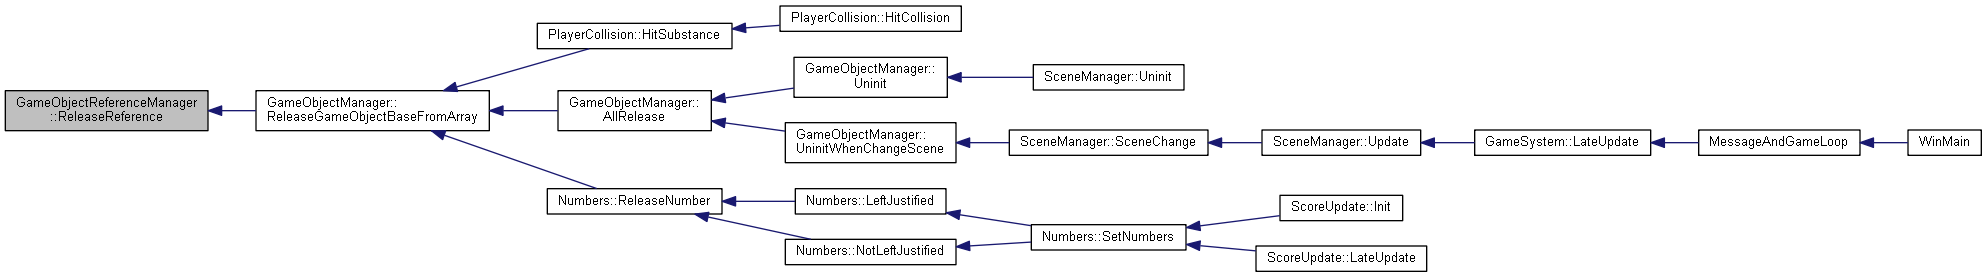 GameObjectReferenceManager
::ReleaseReference
GameObjectManager::
ReleaseGameObjectBaseFromArray
PlayerCollision::HitSubstance
PlayerCollision::HitCollision
GameObjectManager::
AllRelease
GameObjectManager::
Uninit
SceneManager::Uninit
GameObjectManager::
UninitWhenChangeScene
SceneManager::SceneChange
SceneManager::Update
GameSystem::LateUpdate
MessageAndGameLoop
WinMain
Numbers::ReleaseNumber
Numbers::LeftJustified
Numbers::NotLeftJustified
Numbers::SetNumbers
ScoreUpdate::Init
ScoreUpdate::LateUpdate